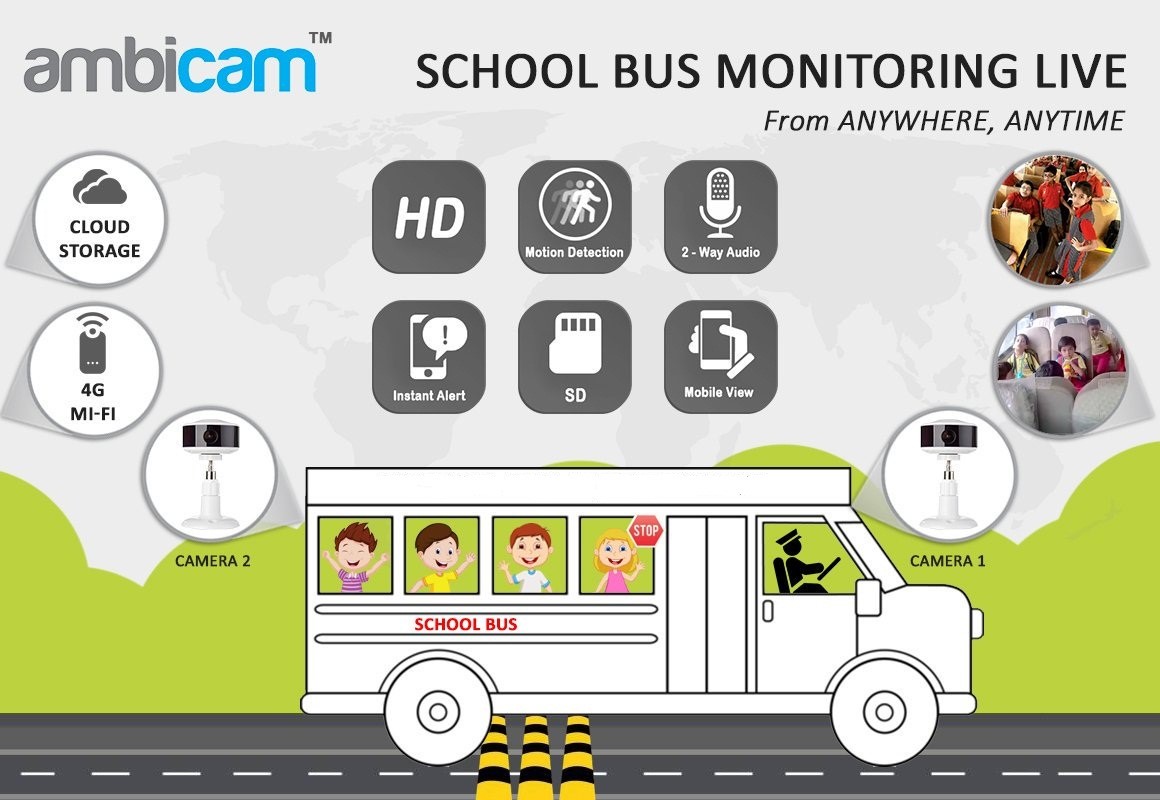 ambicam™
SCHOOL BUS MONITORING LIVE
From ANYWHERE, ANYTIME
CLOUD
STORAGE
HD
Motion Detection
2 - Way Audio
4G
MI-FI
Instant Alert
SD
Mobile View
CAMERA 2
CAMERA 1
STOP
SCHOOL BUS